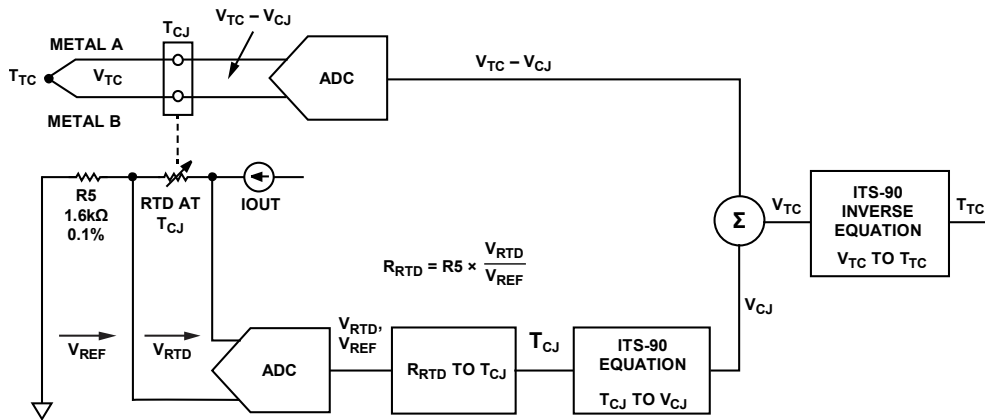 V_TC – V_CJ
T_CJ
METAL A
T_TC
V_TC
METAL B
ADC
V_TC – V_CJ
R5
1.6kΩ
0.1%
RTD AT
T_CJ
IOUT
R_RTD = R5 × V_RTD / V_REF
Σ
V_TC
ITS-90
INVERSE
EQUATION
V_TC TO T_TC
T_TC
V_CJ
V_REF
V_RTD
ADC
V_RTD,
V_REF
R_RTD TO T_CJ
T_CJ
ITS-90
EQUATION
T_CJ TO V_CJ